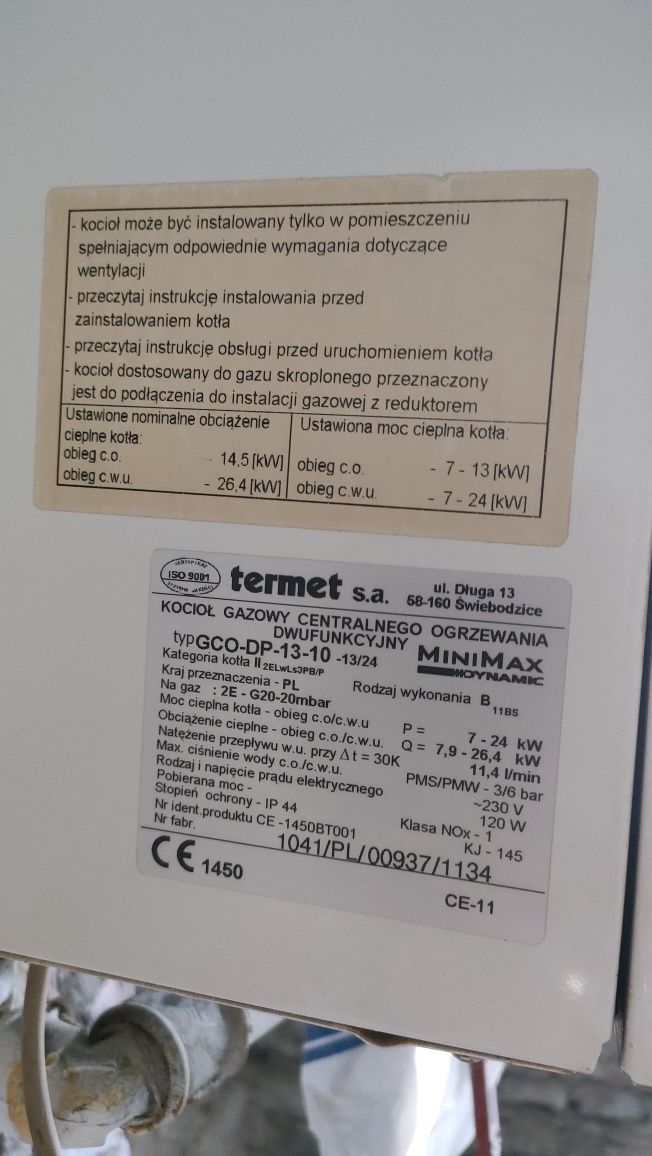 - kocioł może być instalowany tylko w pomieszczeniu
spełniającym odpowiednie wymagania dotyczące
wentylacji
- przeczytaj instrukcję instalowania przed
zainstalowaniem kotła
- przeczytaj instrukcję obsługi przed uruchomieniem kotła
- kocioł dostosowany do gazu skroplonego przeznaczony
jest do podłączenia do instalacji gazowej z reduktorem
Ustawione nominalne obciążenie
cieplne kotła:
obieg c.o. - 14,5 [kW]
obieg c.w.u. - 26,4 [kW]
Ustawiona moc cieplna kotła:
obieg c.o. - 7 - 13 [kW]
obieg c.w.u. - 7 - 24 [kW]
ISO 9001
termet s.a.
ul. Długa 13
58-160 Świebodzice
KOCIOŁ GAZOWY CENTRALNEGO OGRZEWANIA
DWUFUNKCYJNY
typ GCO-DP-13-10 -13/24
MINIMAX
DYNAMIC
Kategoria kotła II 2ELwLs3PB/P
Kraj przeznaczenia - PL Rodzaj wykonania B 11BS
Na gaz : 2E - G20-20mbar
Moc cieplna kotła - obieg c.o/c.w.u P = 7 - 24 kW
Obciążenie cieplne - obieg c.o./c.w.u. Q = 7,9 - 26,4 kW
Natężenie przepływu w.u. przy Δ t = 30K 11,4 l/min
Max. ciśnienie wody c.o./c.w.u. PMS/PMW - 3/6 bar
Rodzaj i napięcie prądu elektrycznego ~230 V
Pobierana moc - 120 W
Stopień ochrony - IP 44 Klasa NOx - 1
Nr ident.produktu CE -1450BT001 KJ - 145
Nr fabr. 1041/PL/00937/1134
CE 1450
CE-11